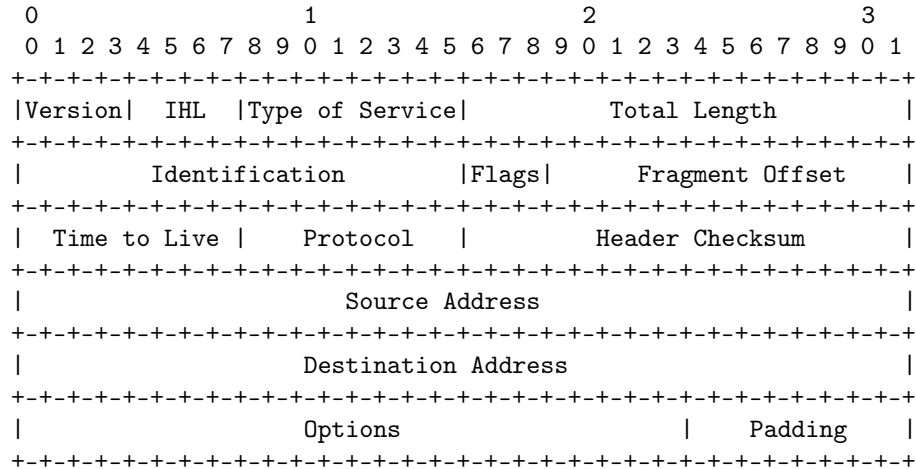 0                   1                   2                   3
0 1 2 3 4 5 6 7 8 9 0 1 2 3 4 5 6 7 8 9 0 1 2 3 4 5 6 7 8 9 0 1
+-+-+-+-+-+-+-+-+-+-+-+-+-+-+-+-+-+-+-+-+-+-+-+-+-+-+-+-+-+-+-+-+
|Version|  IHL  |Type of Service|          Total Length         |
+-+-+-+-+-+-+-+-+-+-+-+-+-+-+-+-+-+-+-+-+-+-+-+-+-+-+-+-+-+-+-+-+
|         Identification        |Flags|      Fragment Offset    |
+-+-+-+-+-+-+-+-+-+-+-+-+-+-+-+-+-+-+-+-+-+-+-+-+-+-+-+-+-+-+-+-+
|  Time to Live |    Protocol   |         Header Checksum       |
+-+-+-+-+-+-+-+-+-+-+-+-+-+-+-+-+-+-+-+-+-+-+-+-+-+-+-+-+-+-+-+-+
|                       Source Address                          |
+-+-+-+-+-+-+-+-+-+-+-+-+-+-+-+-+-+-+-+-+-+-+-+-+-+-+-+-+-+-+-+-+
|                    Destination Address                        |
+-+-+-+-+-+-+-+-+-+-+-+-+-+-+-+-+-+-+-+-+-+-+-+-+-+-+-+-+-+-+-+-+
|                    Options                    |    Padding    |
+-+-+-+-+-+-+-+-+-+-+-+-+-+-+-+-+-+-+-+-+-+-+-+-+-+-+-+-+-+-+-+-+